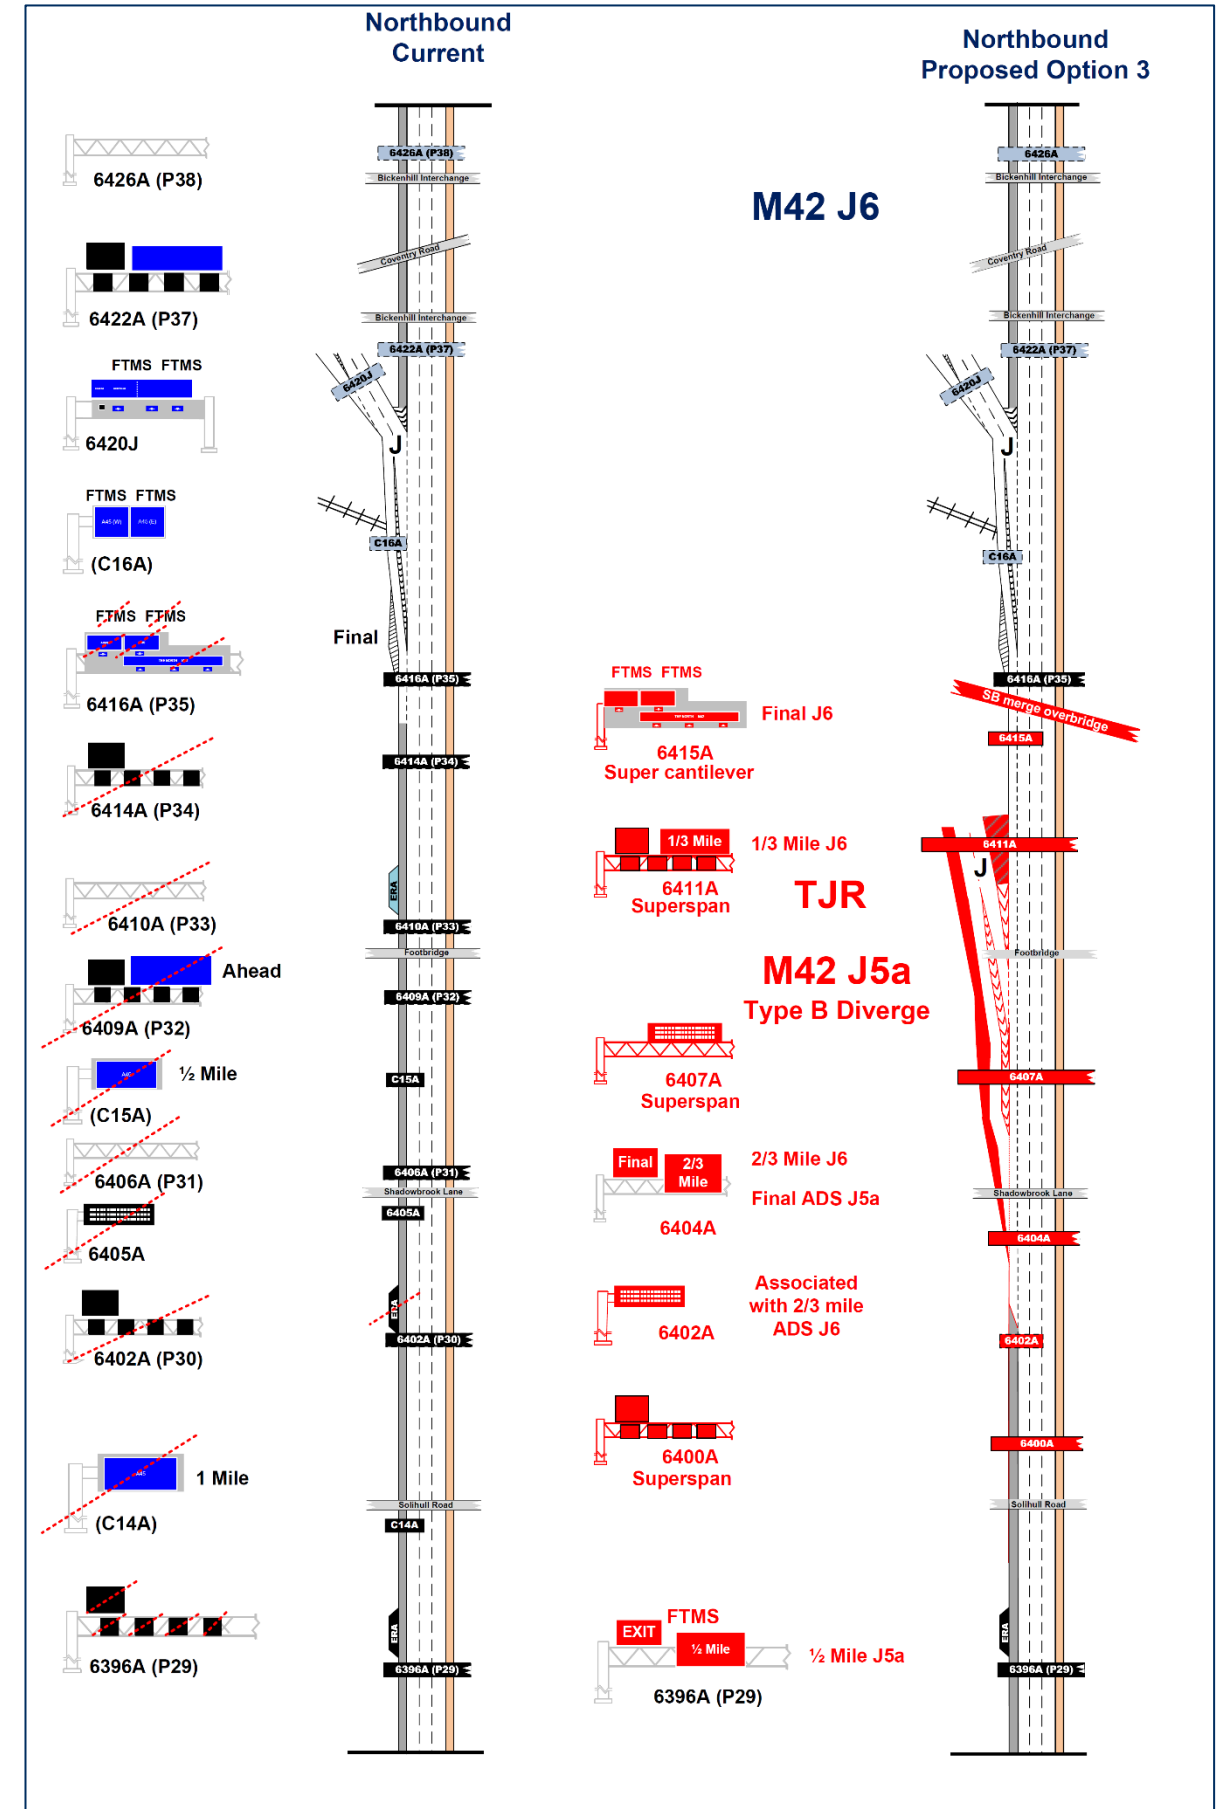 Northbound
Current
Northbound
Proposed Option 3
M42 J6
6426A (P38)
6422A (P37)
FTMS FTMS
6420J
FTMS FTMS
A45 (W)
A45 (E)
(C16A)
FTMS FTMS
6416A (P35)
6414A (P34)
6410A (P33)
Ahead
6409A (P32)
½ Mile
(C15A)
6406A (P31)
6405A
6402A (P30)
A45
1 Mile
(C14A)
6396A (P29)
6426A (P38)
Bickenhill Interchange
Coventry Road
Bickenhill Interchange
6422A (P37)
6420J
J
C16A
Final
6416A (P35)
6414A (P34)
ERA
6410A (P33)
Footbridge
6409A (P32)
C15A
6406A (P31)
Shadowbrook Lane
6405A
ERA
6402A (P30)
Solihull Road
C14A
ERA
6396A (P29)
FTMS FTMS
Final J6
6415A
Super cantilever
1/3 Mile
1/3 Mile J6
6411A
Superspan
TJR
M42 J5a
Type B Diverge
6407A
Superspan
Final
2/3
Mile
2/3 Mile J6
Final ADS J5a
6404A
Associated
with 2/3 mile
ADS J6
6402A
6400A
Superspan
FTMS
EXIT
½ Mile
½ Mile J5a
6396A (P29)
6426A
Bickenhill Interchange
Coventry Road
Bickenhill Interchange
6422A (P37)
6420J
J
C16A
6416A (P35)
SB merge overbridge
6415A
6411A
J
Footbridge
6407A
Shadowbrook Lane
6404A
6402A
6400A
Solihull Road
ERA
6396A (P29)